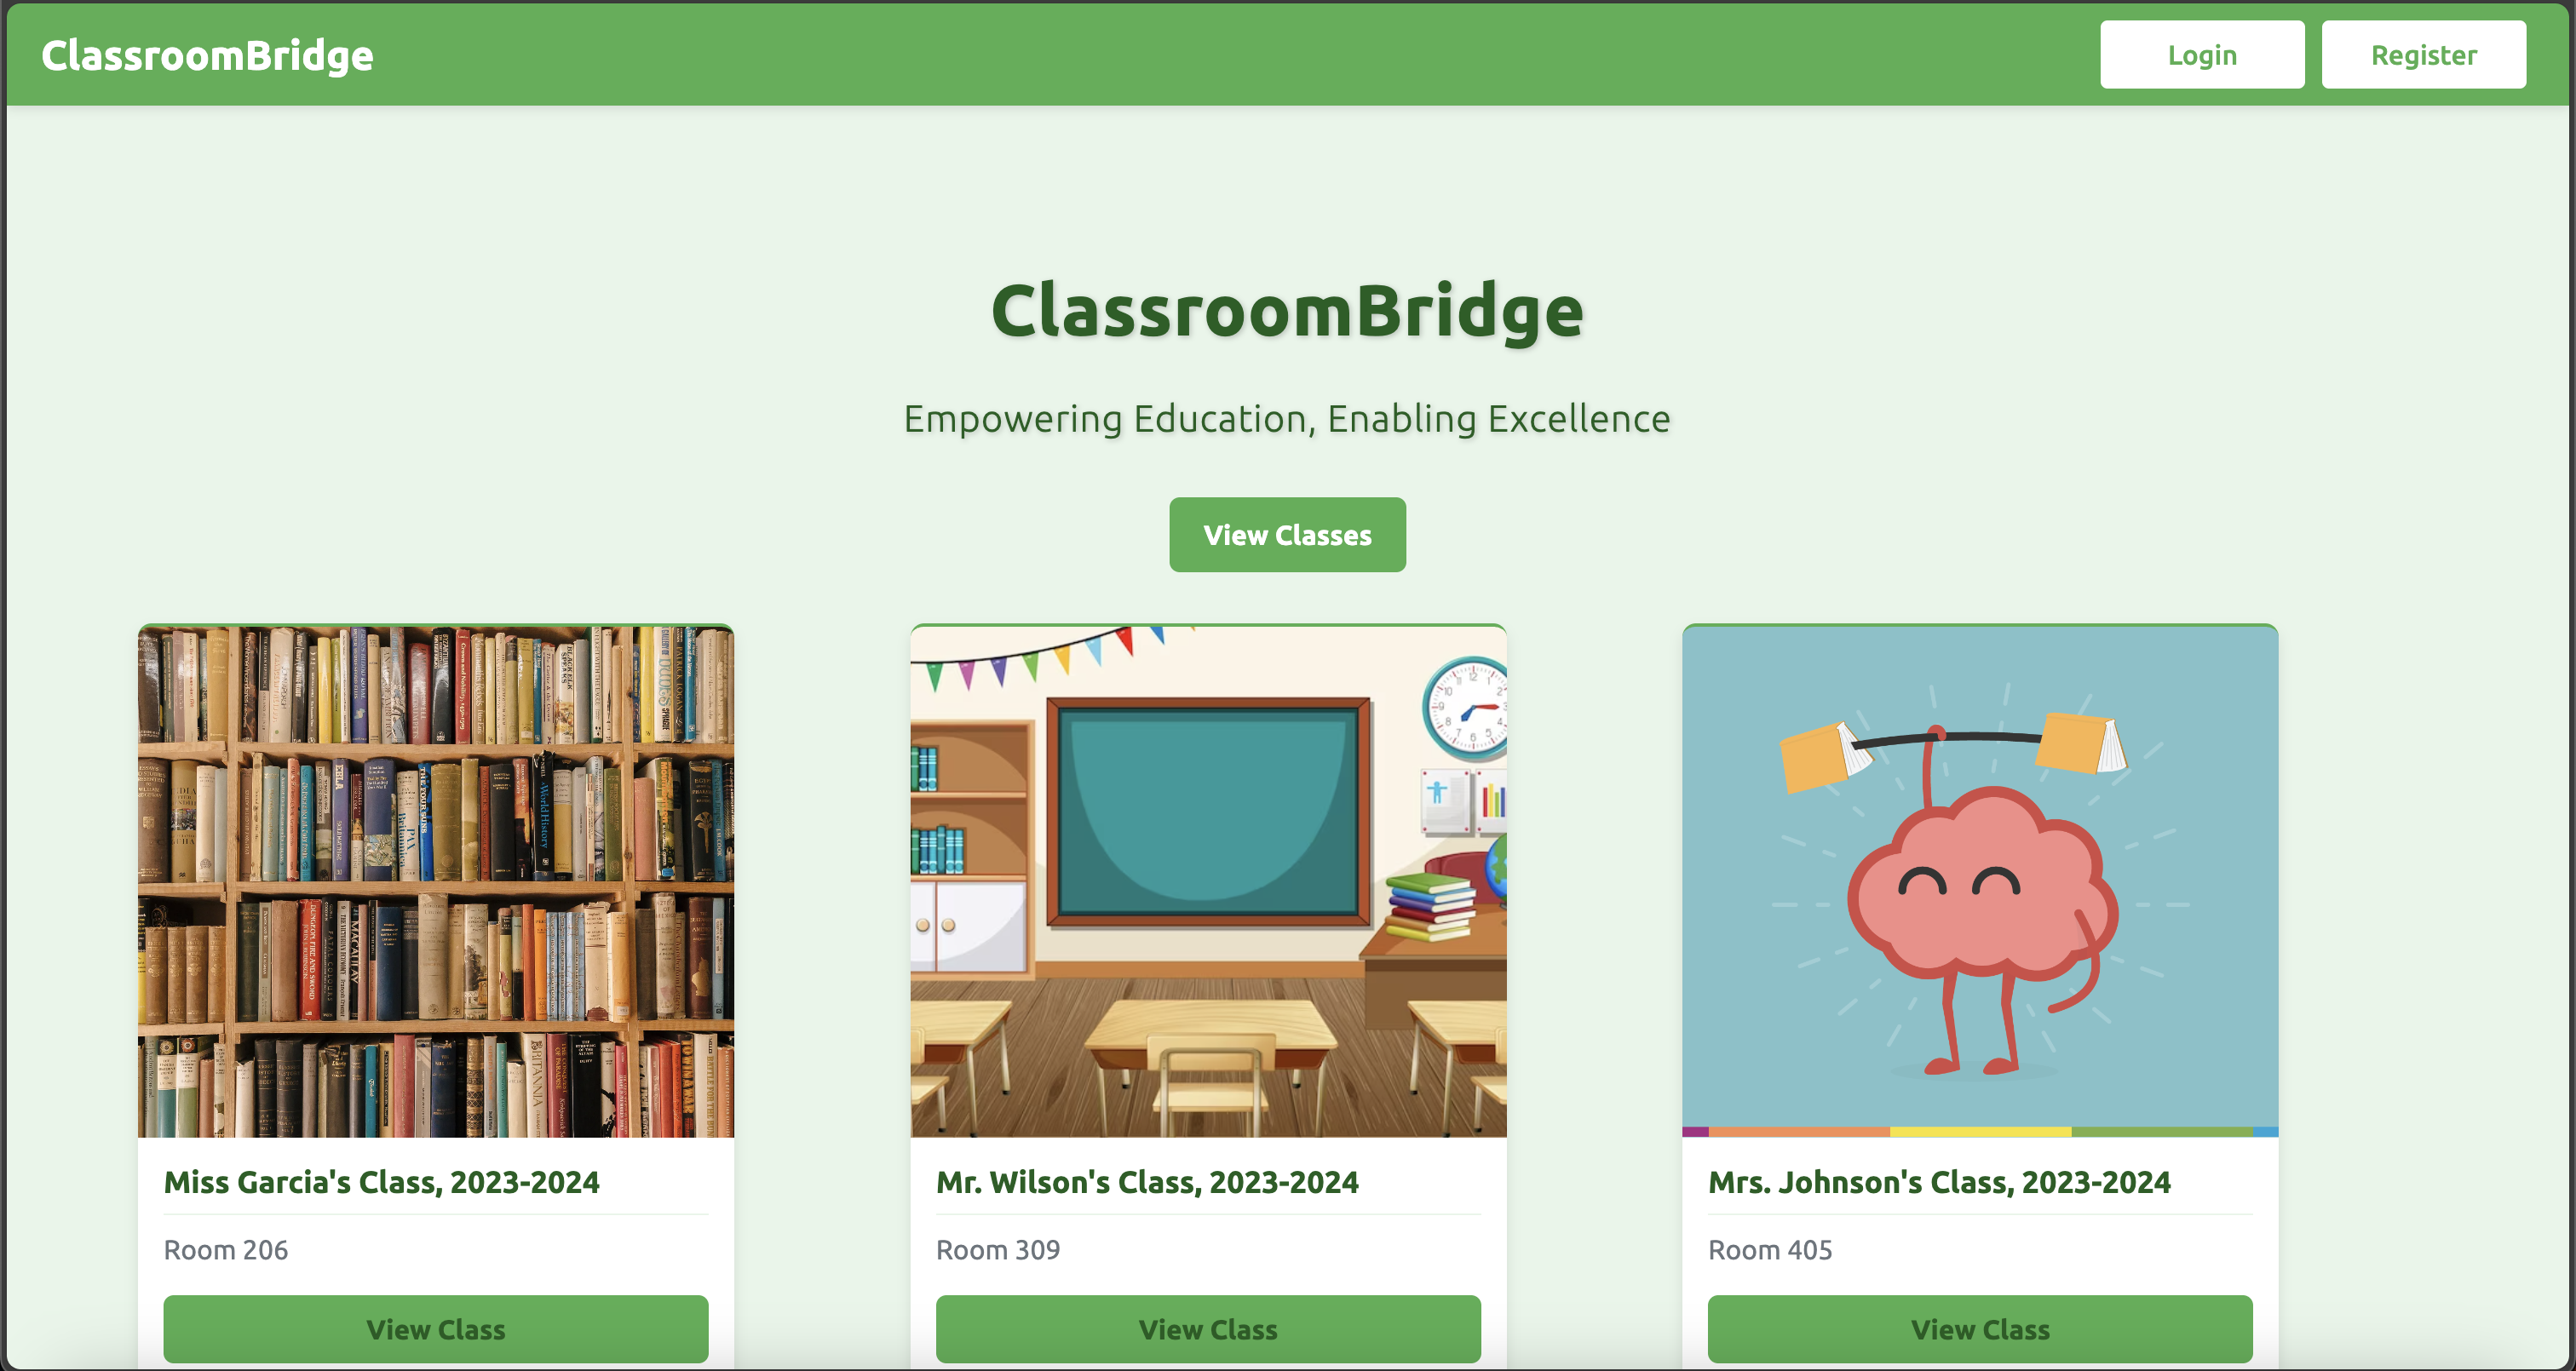 ClassroomBridge
Login
Register
ClassroomBridge
Empowering Education, Enabling Excellence
View Classes
Miss Garcia's Class, 2023-2024
Room 206
View Class
Mr. Wilson's Class, 2023-2024
Room 309
View Class
Mrs. Johnson's Class, 2023-2024
Room 405
View Class